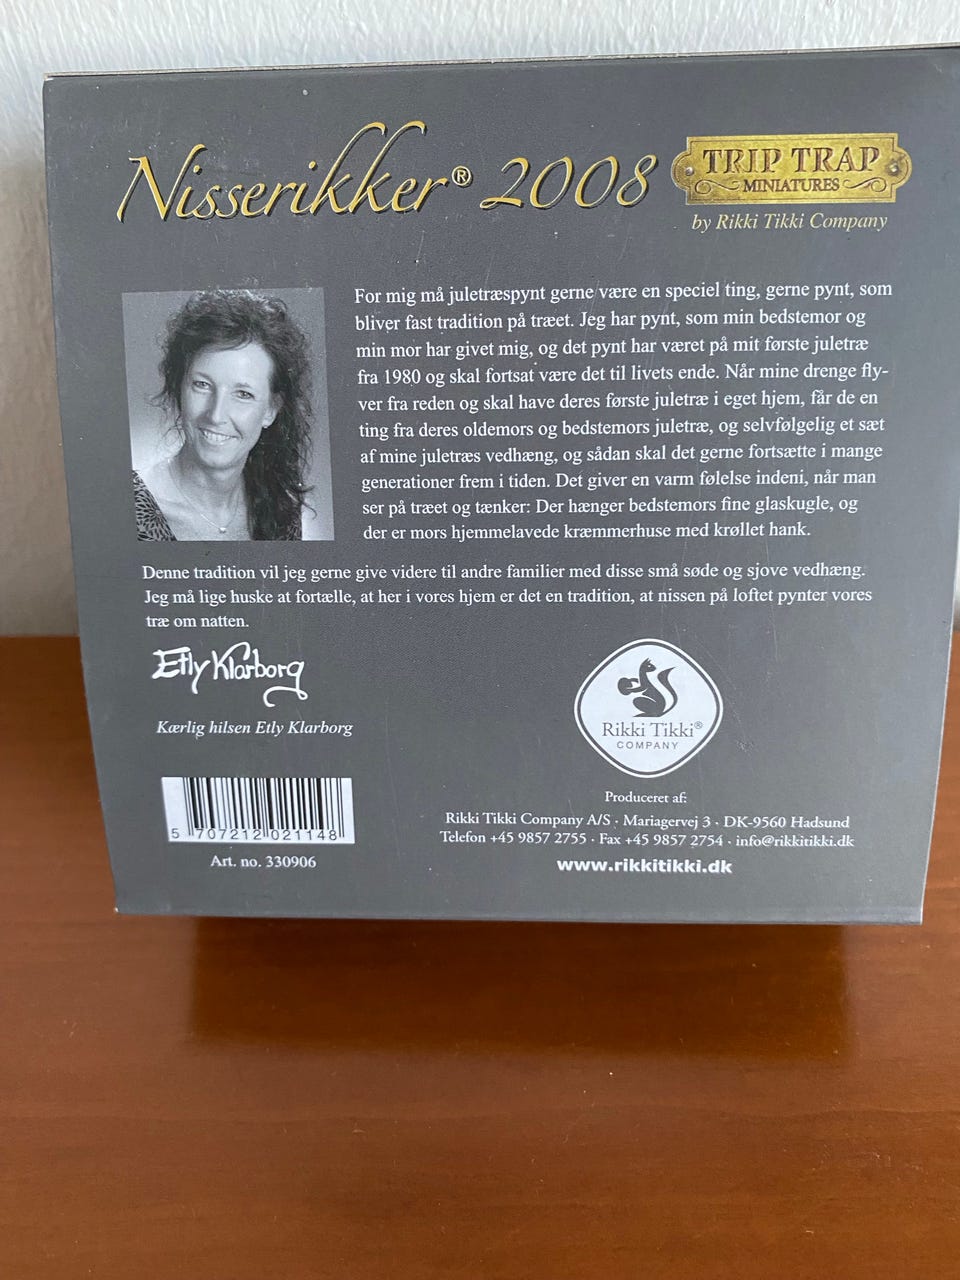 Nisserikker® 2008
TRIP TRAP
MINIATURES
by Rikki Tikki Company
For mig må juletræspynt gerne være en speciel ting, gerne pynt, som
bliver fast tradition på træet. Jeg har pynt, som min bedstemor og
min mor har givet mig, og det pynt har været på mit første juletræ
fra 1980 og skal fortsat være det til livets ende. Når mine drenge fly-
ver fra reden og skal have deres første juletræ i eget hjem, får de en
ting fra deres oldemors og bedstemors juletræ, og selvfølgelig et sæt
af mine juletræs vedhæng, og sådan skal det gerne fortsætte i mange
generationer frem i tiden. Det giver en varm følelse indeni, når man
ser på træet og tænker: Der hænger bedstemors fine glaskugle, og
der er mors hjemmelavede kræmmerhuse med krøllet hank.
Denne tradition vil jeg gerne give videre til andre familier med disse små søde og sjove vedhæng.
Jeg må lige huske at fortælle, at her i vores hjem er det en tradition, at nissen på loftet pynter vores
træ om natten.
Etly Klarborg
Kærlig hilsen Etly Klarborg
Rikki Tikki®
COMPANY
5 707212 021148
Art. no. 330906
Produceret af:
Rikki Tikki Company A/S · Mariagervej 3 · DK-9560 Hadsund
Telefon +45 9857 2755 · Fax +45 9857 2754 · info@rikkitikki.dk
www.rikkitikki.dk